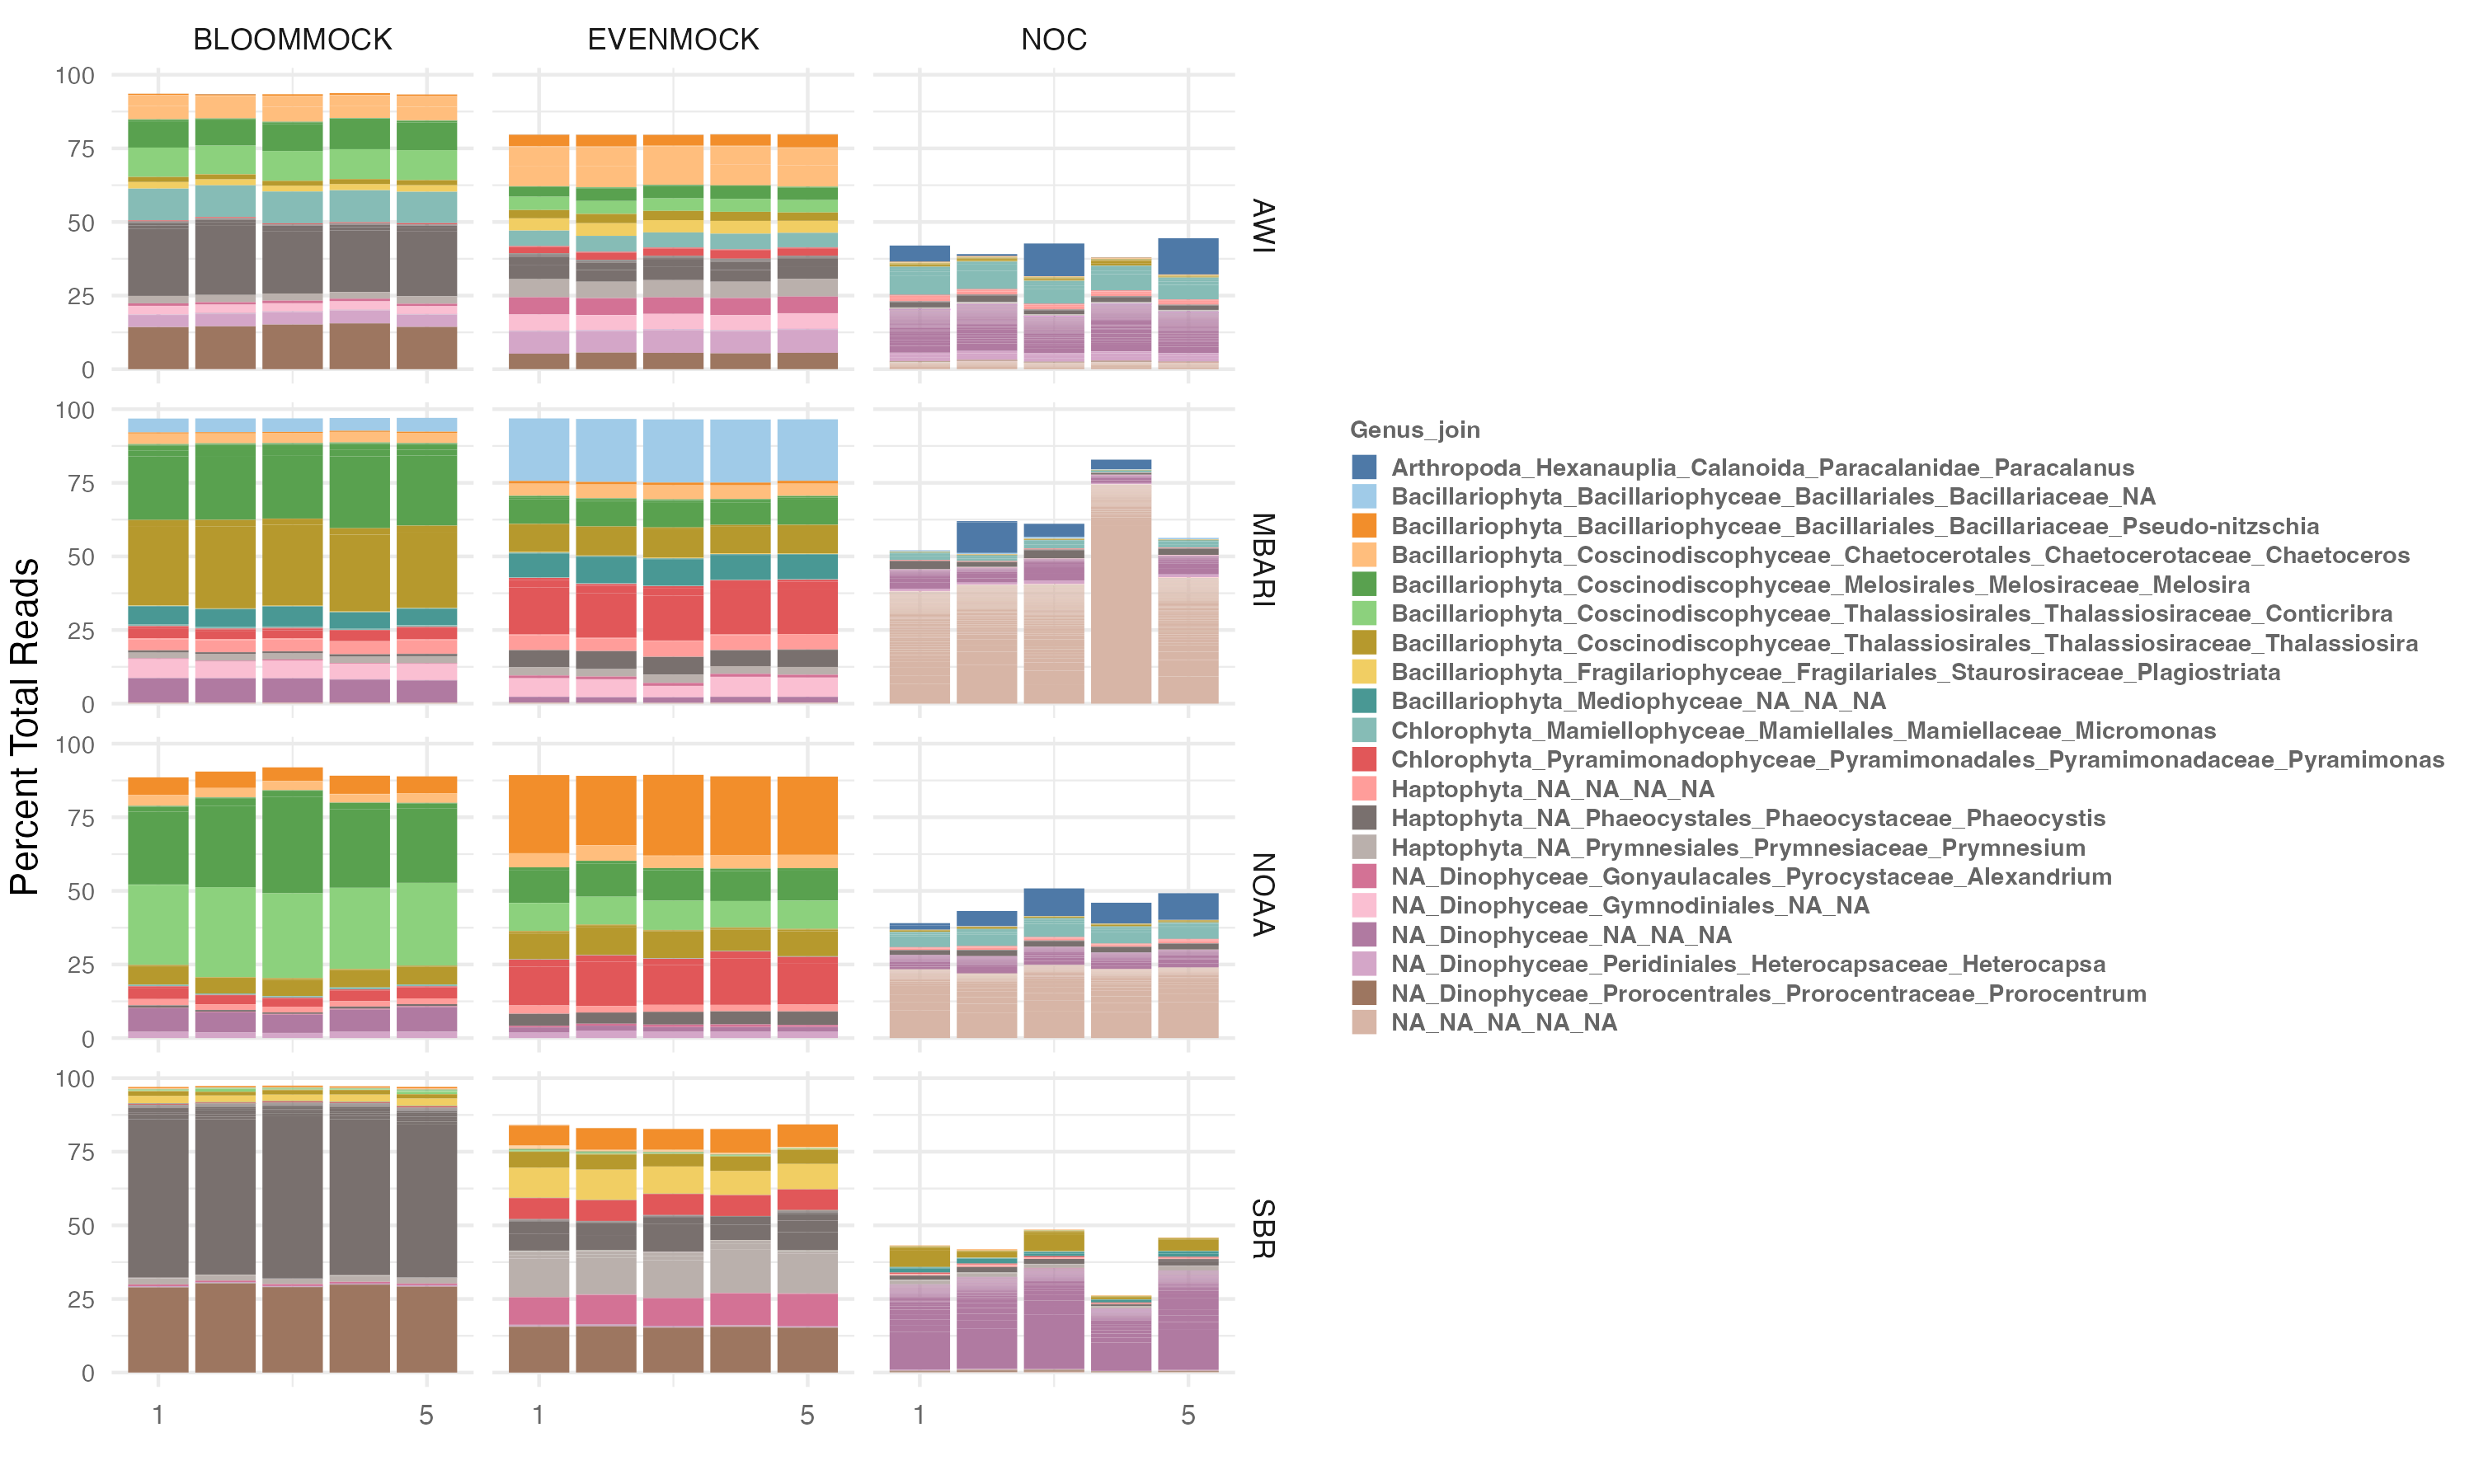 BLOOMMOCK EVENMOCK NOC
Percent Total Reads
100
75
50
25
0
AWI
100
75
50
25
0
MBARI
100
75
50
25
0
NOAA
100
75
50
25
0
SBR
1 5 1 5 1 5
Genus_join
Arthropoda_Hexanauplia_Calanoida_Paracalanidae_Paracalanus
Bacillariophyta_Bacillariophyceae_Bacillariales_Bacillariaceae_NA
Bacillariophyta_Bacillariophyceae_Bacillariales_Bacillariaceae_Pseudo-nitzschia
Bacillariophyta_Coscinodiscophyceae_Chaetocerotales_Chaetocerotaceae_Chaetoceros
Bacillariophyta_Coscinodiscophyceae_Melosirales_Melosiraceae_Melosira
Bacillariophyta_Coscinodiscophyceae_Thalassiosirales_Thalassiosiraceae_Conticribra
Bacillariophyta_Coscinodiscophyceae_Thalassiosirales_Thalassiosiraceae_Thalassiosira
Bacillariophyta_Fragilariophyceae_Fragilariales_Staurosiraceae_Plagiostriata
Bacillariophyta_Mediophyceae_NA_NA_NA
Chlorophyta_Mamiellophyceae_Mamiellales_Mamiellaceae_Micromonas
Chlorophyta_Pyramimonadophyceae_Pyramimonadales_Pyramimonadaceae_Pyramimonas
Haptophyta_NA_NA_NA_NA
Haptophyta_NA_Phaeocystales_Phaeocystaceae_Phaeocystis
Haptophyta_NA_Prymnesiales_Prymnesiaceae_Prymnesium
NA_Dinophyceae_Gonyaulacales_Pyrocystaceae_Alexandrium
NA_Dinophyceae_Gymnodiniales_NA_NA
NA_Dinophyceae_NA_NA_NA
NA_Dinophyceae_Peridiniales_Heterocapsaceae_Heterocapsa
NA_Dinophyceae_Prorocentrales_Prorocentraceae_Prorocentrum
NA_NA_NA_NA_NA